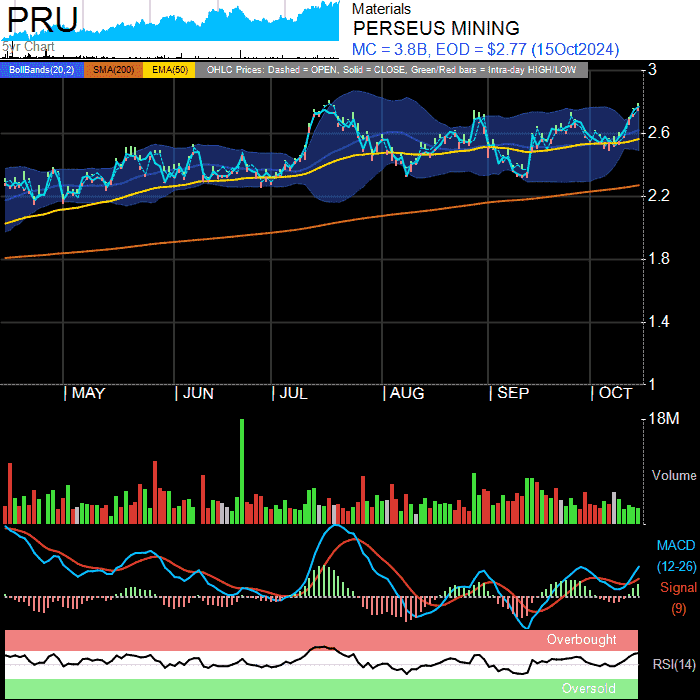 PRU
5yr Chart
Materials
PERSEUS MINING
MC = 3.8B, EOD = $2.77 (15Oct2024)
BollBands(20,2) SMA(200) EMA(50) OHLC Prices: Dashed = OPEN, Solid = CLOSE, Green/Red bars = Intra-day HIGH/LOW
3
2.6
2.2
1.8
1.4
1
MAY JUN JUL AUG SEP OCT
18M
Volume
MACD
(12-26)
Signal
(9)
Overbought
RSI(14)
Oversold